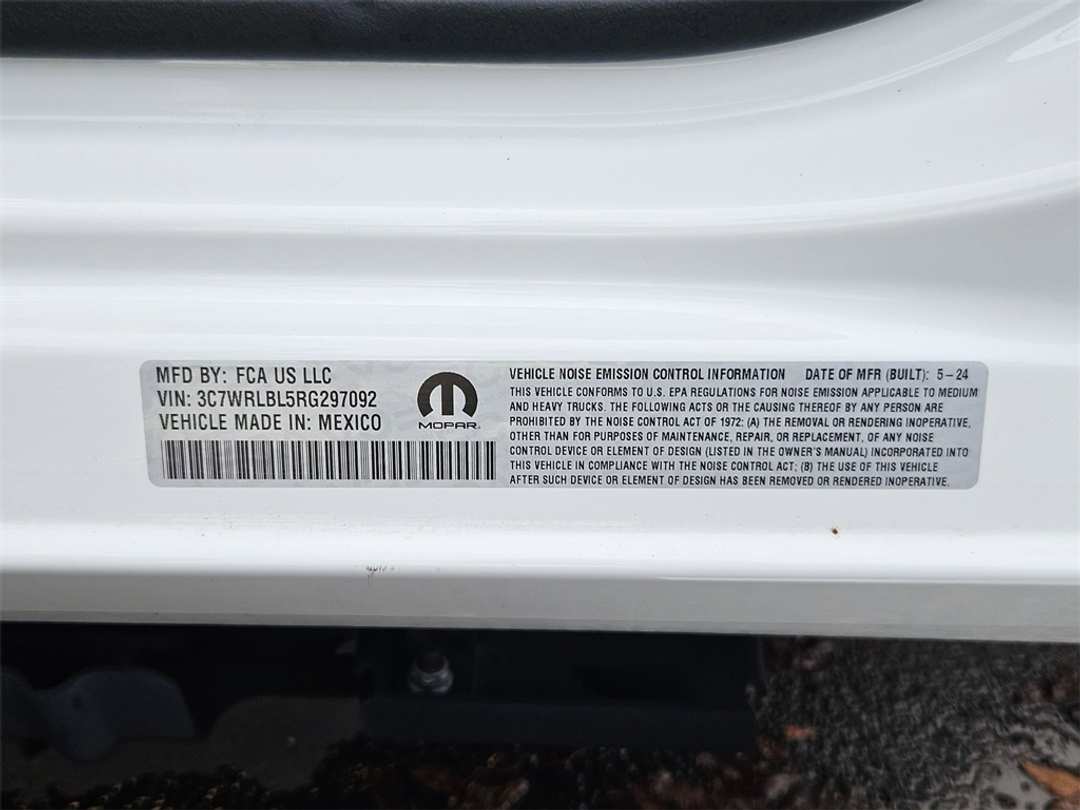 MFD BY: FCA US LLC
VIN: 3C7WRLBL5RG297092
VEHICLE MADE IN: MEXICO
MOPAR
VEHICLE NOISE EMISSION CONTROL INFORMATION DATE OF MFR (BUILT): 5-24
THIS VEHICLE CONFORMS TO U.S. EPA REGULATIONS FOR NOISE EMISSION APPLICABLE TO MEDIUM
AND HEAVY TRUCKS. THE FOLLOWING ACTS OR THE CAUSING THEREOF BY ANY PERSON ARE
PROHIBITED BY THE NOISE CONTROL ACT OF 1972: (A) THE REMOVAL OR RENDERING INOPERATIVE,
OTHER THAN FOR PURPOSES OF MAINTENANCE, REPAIR, OR REPLACEMENT, OF ANY NOISE
CONTROL DEVICE OR ELEMENT OF DESIGN (LISTED IN THE OWNER'S MANUAL) INCORPORATED INTO
THIS VEHICLE IN COMPLIANCE WITH THE NOISE CONTROL ACT; (B) THE USE OF THIS VEHICLE
AFTER SUCH DEVICE OR ELEMENT OF DESIGN HAS BEEN REMOVED OR RENDERED INOPERATIVE.